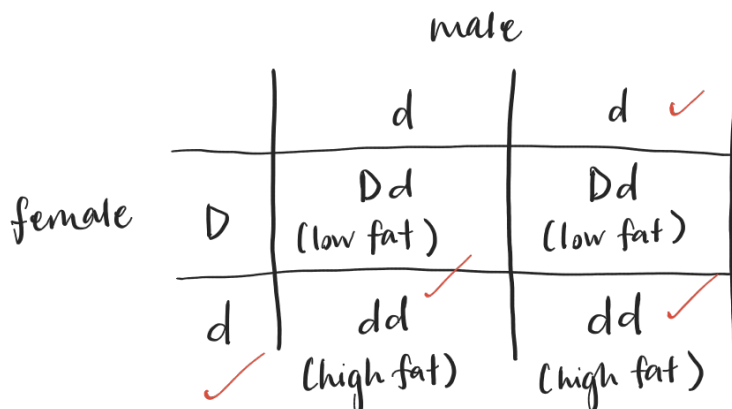 male
d d
Dd Dd
female D (low fat) (low fat)
d dd dd
(high fat) (high fat)